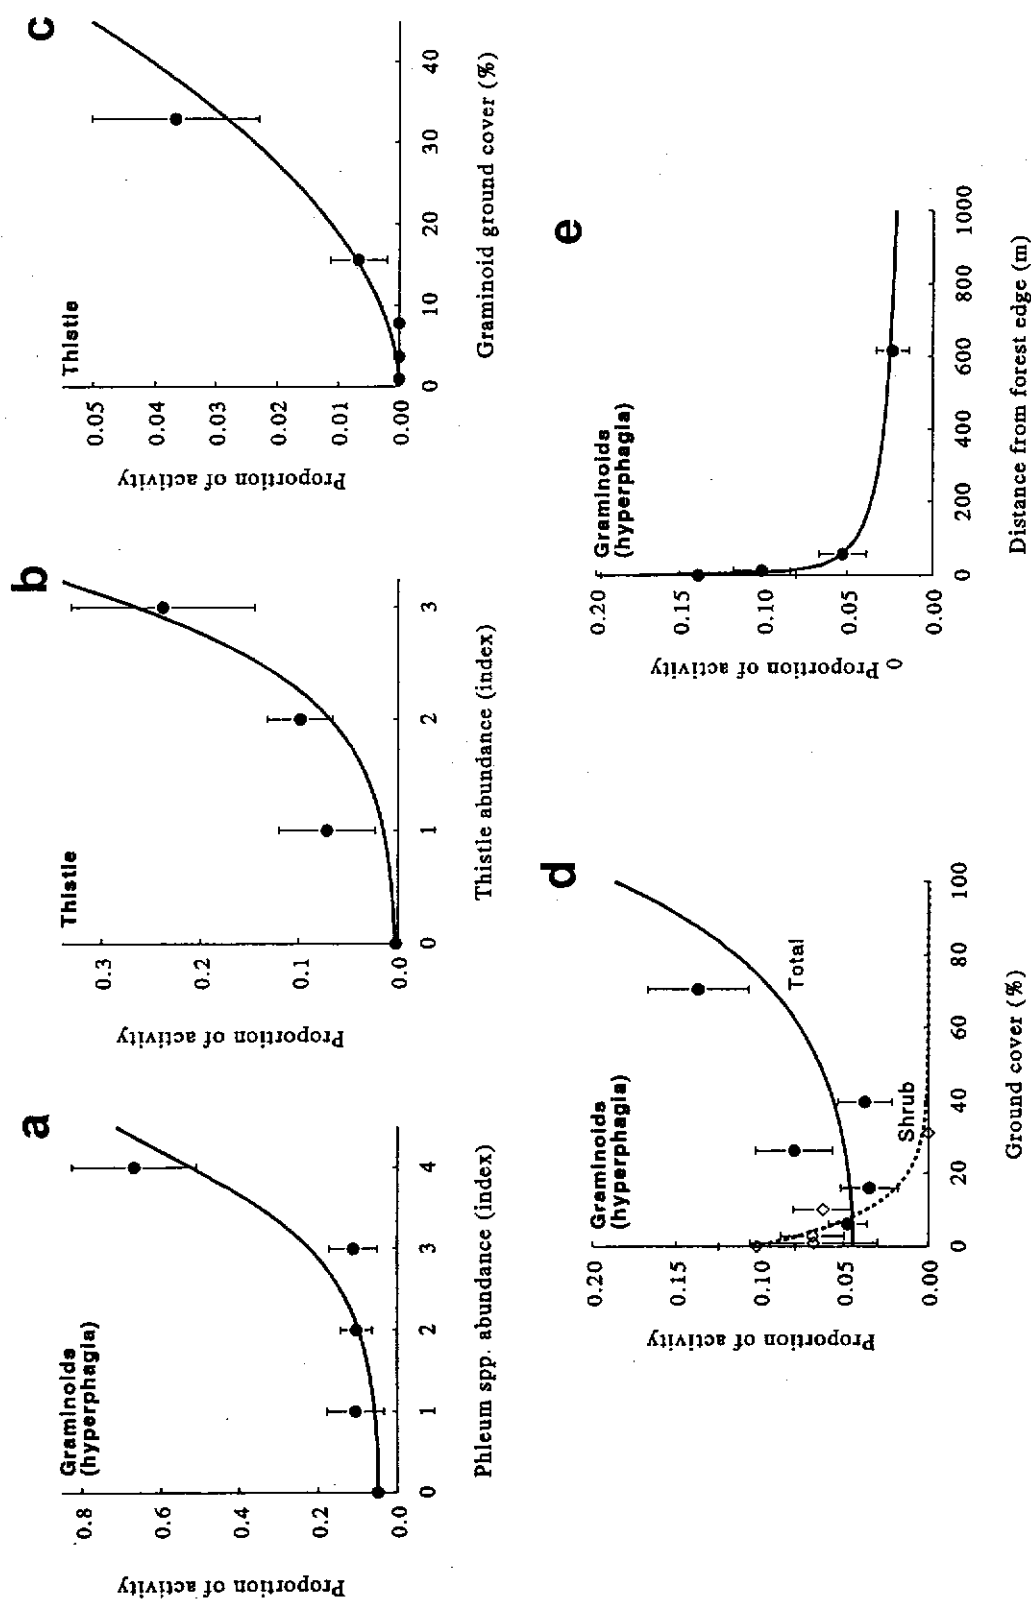 a
Graminoids
(hyperphagia)
Proportion of activity
0.8
0.6
0.4
0.2
0.0
0 1 2 3 4
Phleum spp. abundance (index)
b
Thistle
Proportion of activity
0.3
0.2
0.1
0.0
0 1 2 3
Thistle abundance (index)
c
Thistle
Proportion of activity
0.05
0.04
0.03
0.02
0.01
0.00
0 10 20 30 40
Graminoid ground cover (%)
d
Graminoids
(hyperphagia)
Proportion of activity
0.20
0.15
0.10
0.05
0.00
Total
Shrub
0 20 40 60 80 100
Ground cover (%)
e
Graminoids
(hyperphagia)
0 Proportion of activity
0.20
0.15
0.10
0.05
0.00
0 200 400 600 800 1000
Distance from forest edge (m)